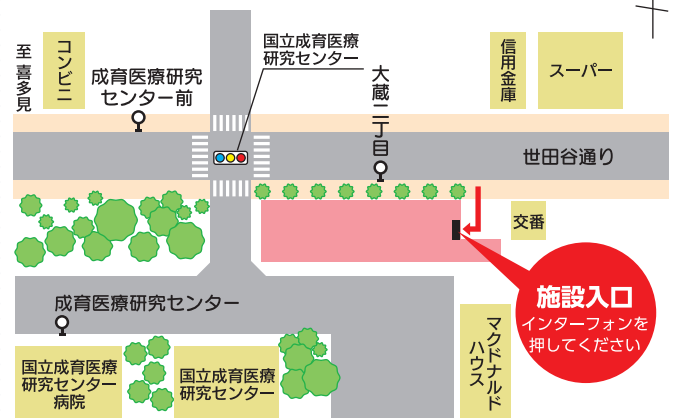 至 喜多見
コンビニ
成育医療研究
センター前
国立成育医療
研究センター
大蔵二丁目
信用金庫
スーパー
世田谷通り
交番
施設入口
インターフォンを
押してください
成育医療研究センター
国立成育医療
研究センター
病院
国立成育医療
研究センター
マクドナルド
ハウス